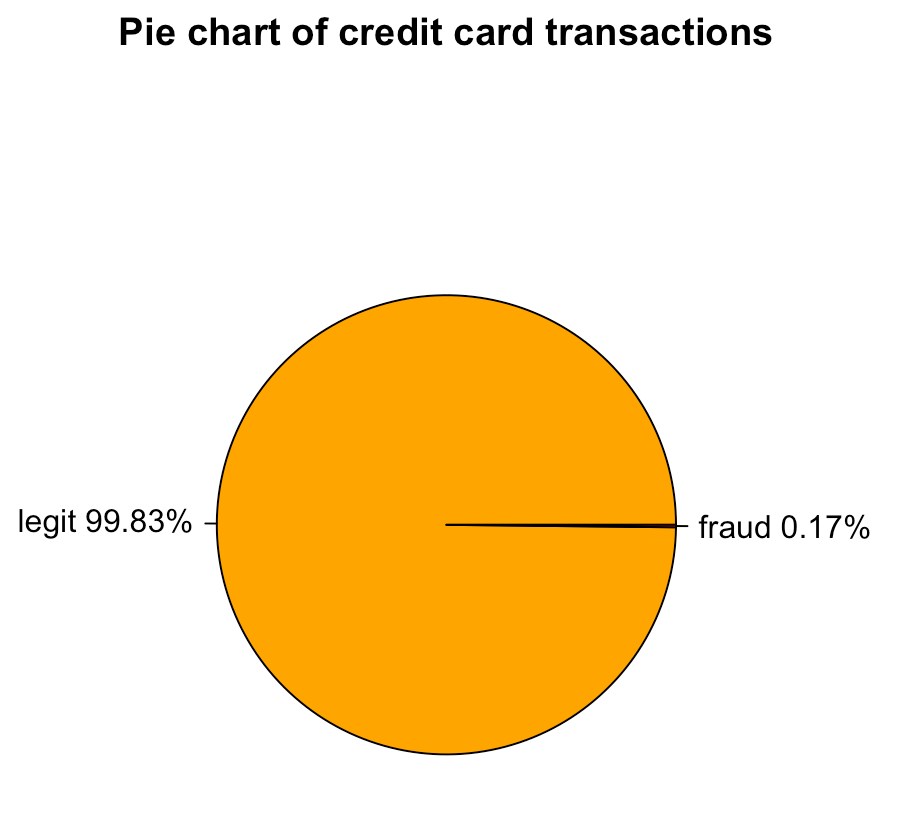 Pie chart of credit card transactions
legit 99.83%
fraud 0.17%